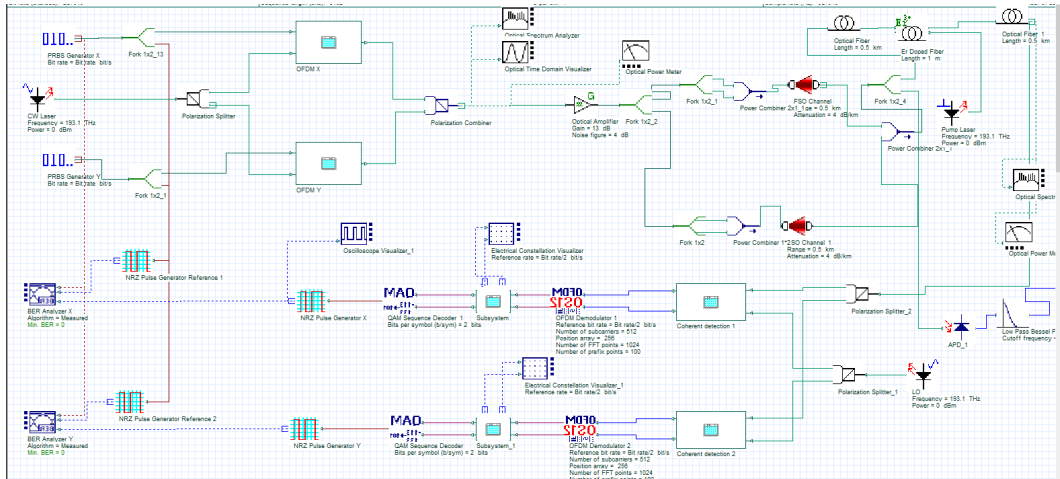 PRBS Generator X
Bit rate = Bit rate bit/s
Fork 1x2_13
OFDM X
Optical Spectrum Analyzer
Optical Time Domain Visualizer
Optical Power Meter
Optical Fiber
Length = 0.5 km
Er Doped Fiber
Length = 1 m
Optical Fiber 1
Length = 0.5 km
CW Laser
Frequency = 193.1 THz
Power = 0 dBm
Polarization Splitter
Polarization Combiner
Optical Amplifier
Gain = 13 dB
Noise figure = 4 dB
Fork 1x2_2
Fork 1x2_1
Power Combiner 2x1_1
FSO Channel
Range = 0.5 km
Attenuation = 4 dB/km
Fork 1x2_4
Power Combiner 2x1_1
Pump Laser
Frequency = 193.1 THz
Power = 0 dBm
PRBS Generator Y
Bit rate = Bit rate bit/s
Fork 1x2_1
OFDM Y
Optical Spectr
Fork 1x2
Power Combiner 1*2
SO Channel 1
Range = 0.5 km
Attenuation = 4 dB/km
Optical Power Me
Oscilloscope Visualizer_1
Electrical Constellation Visualizer
Reference rate = Bit rate/2 bit/s
NRZ Pulse Generator Reference 1
BER Analyzer X
Algorithm = Measured
Min. BER = 0
NRZ Pulse Generator X
QAM Sequence Decoder 1
Bits per symbol (b/sym) = 2 bits
Subsystem
OFDM Demodulator 1
Reference bit rate = Bit rate/2 bit/s
Number of subcarriers = 512
Position array = 256
Number of FFT points = 1024
Number of prefix points = 100
Coherent detection 1
Polarization Splitter_2
APD_1
Low Pass Bessel F
Cutoff frequency
Electrical Constellation Visualizer_1
Reference rate = Bit rate/2 bit/s
Polarization Splitter_1
LO
Frequency = 193.1 THz
Power = 0 dBm
NRZ Pulse Generator Reference 2
BER Analyzer Y
Algorithm = Measured
Min. BER = 0
NRZ Pulse Generator Y
QAM Sequence Decoder
Bits per symbol (b/sym) = 2 bits
Subsystem_1
OFDM Demodulator 2
Reference bit rate = Bit rate/2 bit/s
Number of subcarriers = 512
Position array = 256
Number of FFT points = 1024
Coherent detection 2